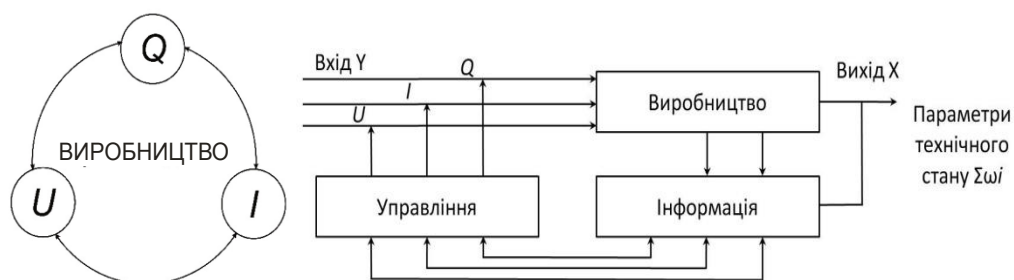 Q
ВИРОБНИЦТВО
U
I
Вхід Y
Q
I
U
Виробництво
Вихід X
Параметри
технічного
стану Σωi
Управління
Інформація